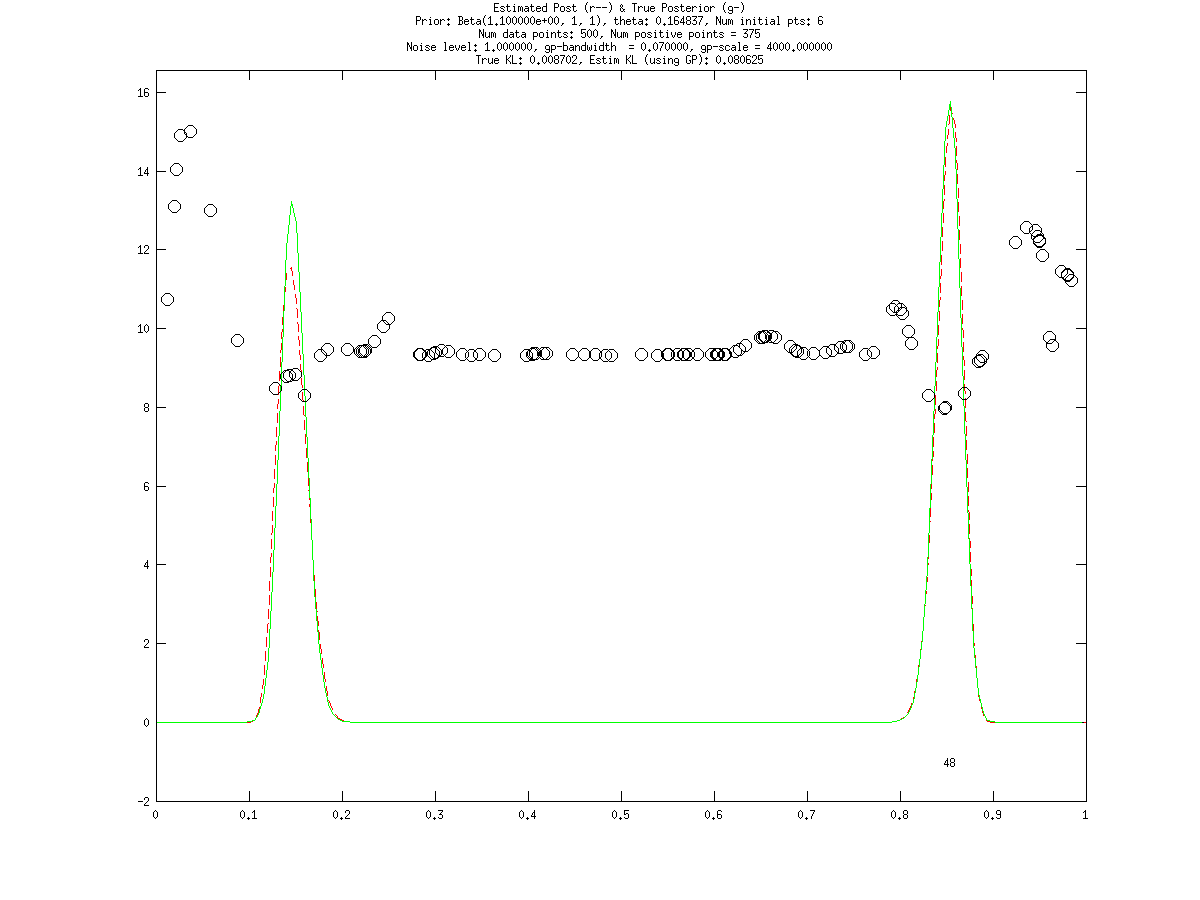 Estimated Post (r--) & True Posterior (g-)
Prior: Beta(1.100000e+00, 1, 1), theta: 0.164837, Num initial pts: 6
Num data points: 500, Num positive points = 375
Noise level: 1.000000, gp-bandwidth  = 0.070000, gp-scale = 4000.000000
True KL: 0.008702, Estim KL (using GP): 0.080625
16
14
12
10
8
6
4
2
0
48
-2
0 0.1 0.2 0.3 0.4 0.5 0.6 0.7 0.8 0.9 1